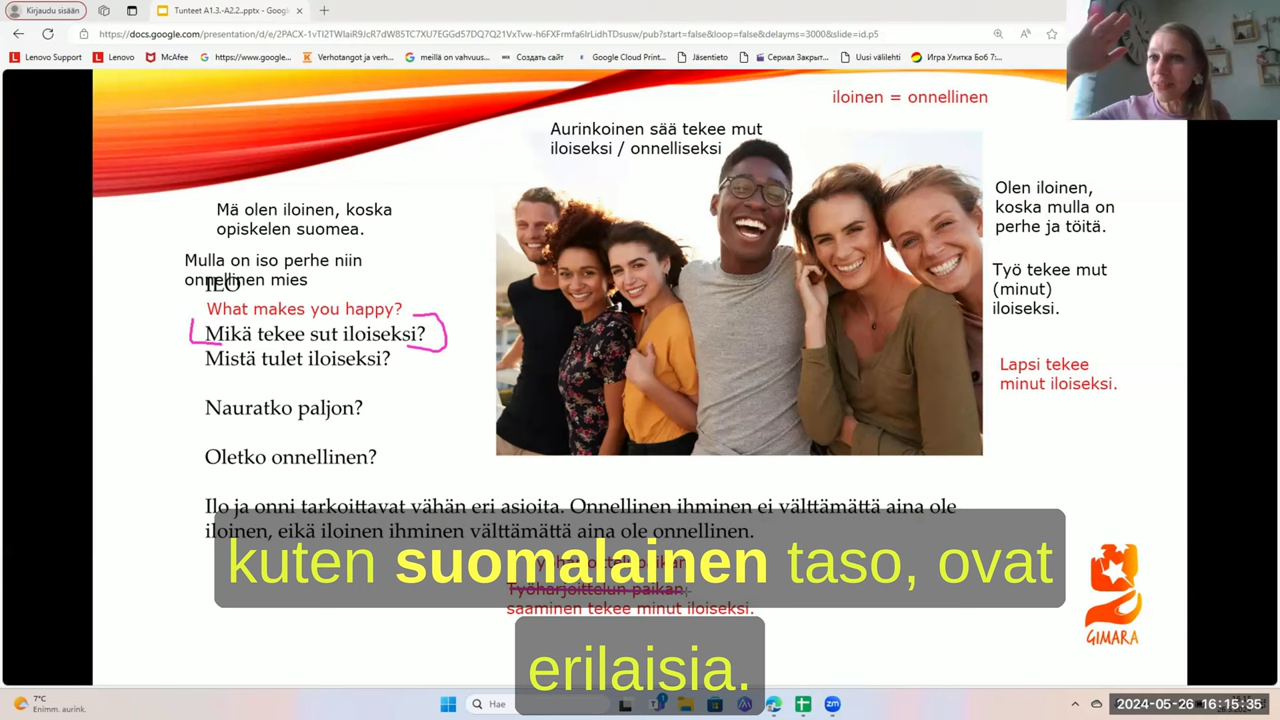 Kirjaudu sisään
Tunteet A1.3.-A2.2..pptx - Googl
https://docs.google.com/presentation/d/e/2PACX-1vTi2TWlaiR9JcR7dW85TC7XU7EGGd57DQ7Q21VxTvw-h6FXFrmfa6IrLidhTDsusw/pub?start=false&loop=false&delayms=3000&slide=id.p5
Lenovo Support
Lenovo
McAfee
https://www.google...
Verhotangot ja verh...
meillä on vahvuus...
Создать сайт
Google Cloud Print...
Jäsentieto
Сериал Закрыт...
Uusi välilehti
Игра Улитка Боб 7:...
iloinen = onnellinen
Aurinkoinen sää tekee mut
iloiseksi / onnelliseksi
Mä olen iloinen, koska
opiskelen suomea.
Mulla on iso perhe niin
onnellinen mies
ILO
What makes you happy?
Mikä tekee sut iloiseksi?
Mistä tulet iloiseksi?
Nauratko paljon?
Oletko onnellinen?
Olen iloinen,
koska mulla on
perhe ja töitä.
Työ tekee mut
(minut)
iloiseksi.
Lapsi tekee
minut iloiseksi.
Ilo ja onni tarkoittavat vähän eri asioita. Onnellinen ihminen ei välttämättä aina ole
iloinen, eikä iloinen ihminen välttämättä aina ole onnellinen.
Työharjoittelun paikan
saaminen tekee minut iloiseksi.
kuten suomalainen taso, ovat
erilaisia.
GIMARA
7°C
Enimm. aurink.
Hae
2024-05-26 16:15:35